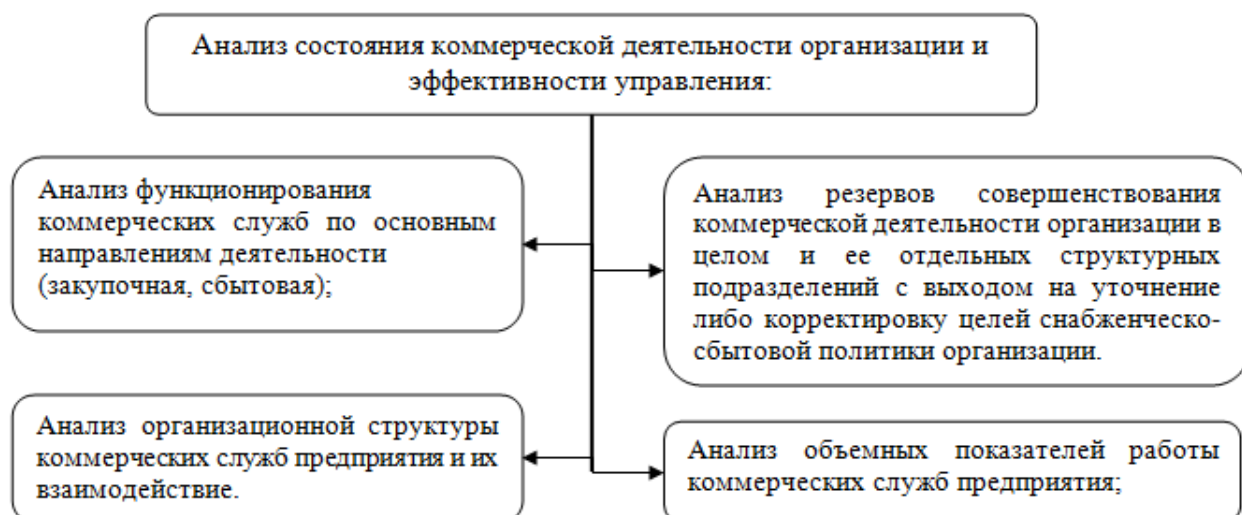 Анализ состояния коммерческой деятельности организации и
эффективности управления:
Анализ функционирования
коммерческих служб по основным
направлениям деятельности
(закупочная, сбытовая);
Анализ резервов совершенствования
коммерческой деятельности организации в
целом и ее отдельных структурных
подразделений с выходом на уточнение
либо корректировку целей снабженческо-
сбытовой политики организации.
Анализ организационной структуры
коммерческих служб предприятия и их
взаимодействие.
Анализ объемных показателей работы
коммерческих служб предприятия;